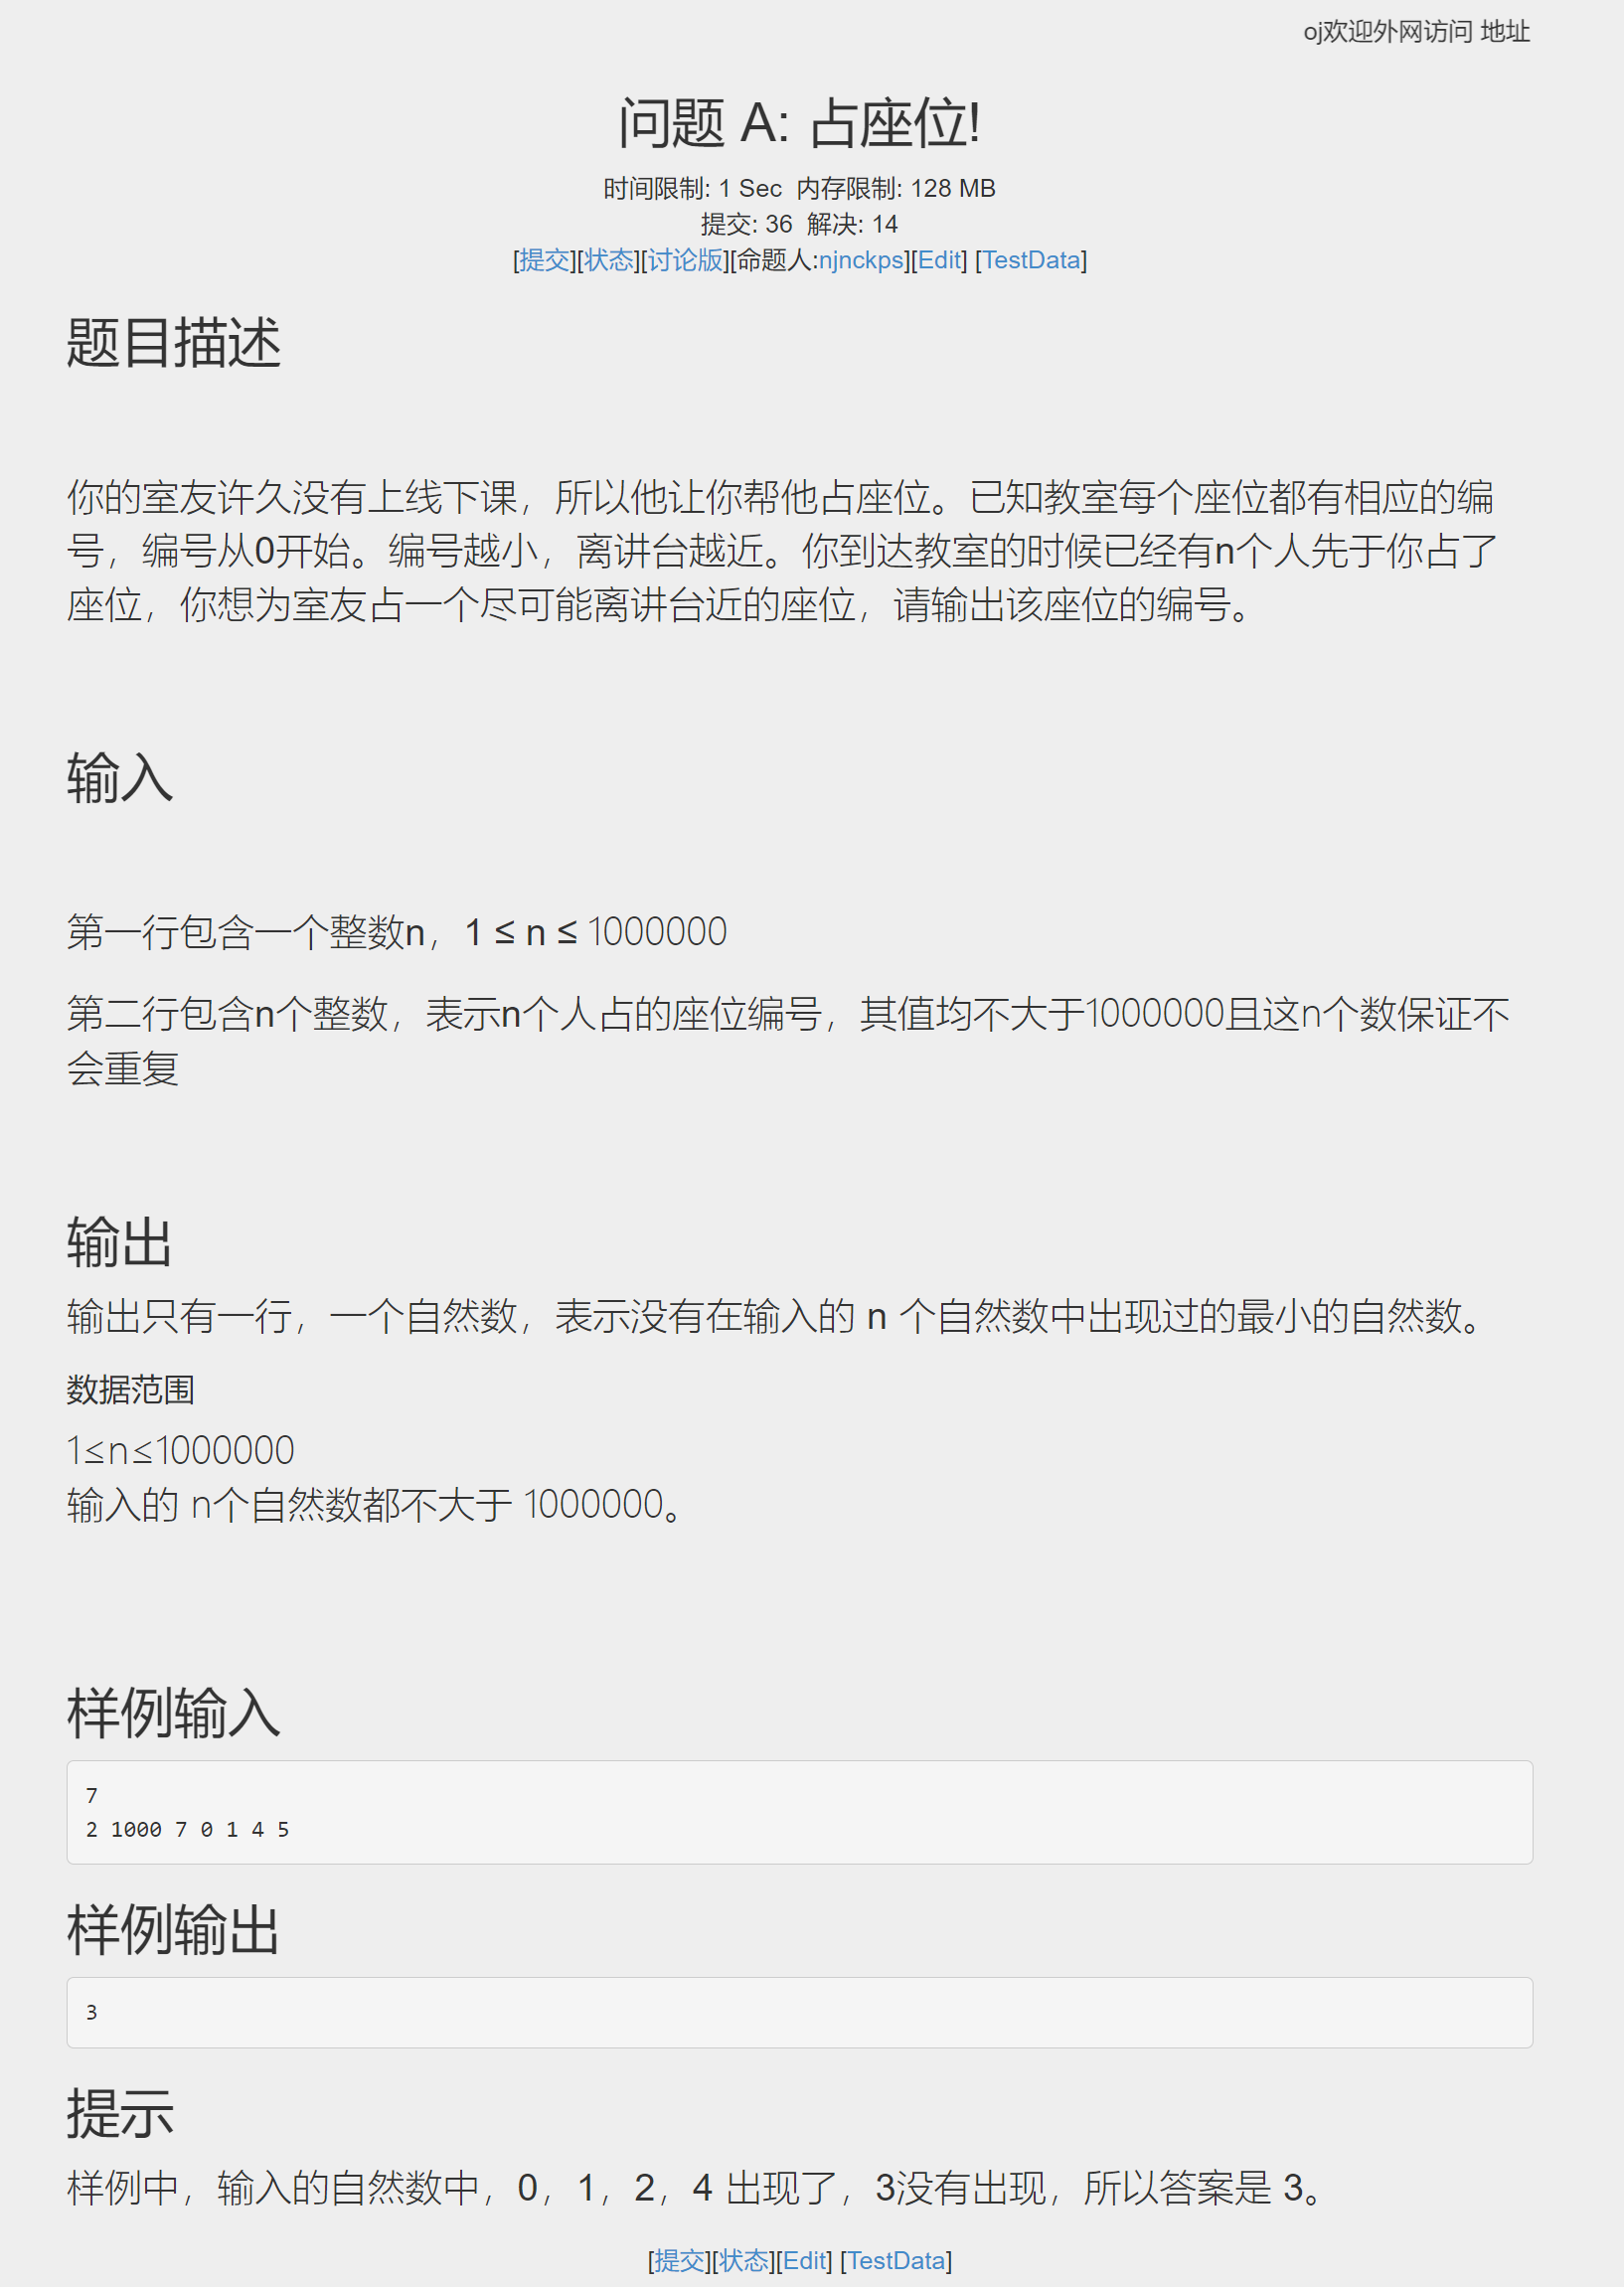 oj欢迎外网访问 地址
问题 A: 占座位!
时间限制: 1 Sec 内存限制: 128 MB
提交: 36 解决: 14
[提交][状态][讨论版][命题人:njnckps][Edit] [TestData]
题目描述
你的室友许久没有上线下课，所以他让你帮他占座位。已知教室每个座位都有相应的编
号，编号从0开始。编号越小，离讲台越近。你到达教室的时候已经有n个人先于你占了
座位，你想为室友占一个尽可能离讲台近的座位，请输出该座位的编号。
输入
第一行包含一个整数n，1 ≤ n ≤ 1000000
第二行包含n个整数，表示n个人占的座位编号，其值均不大于1000000且这n个数保证不
会重复
输出
输出只有一行，一个自然数，表示没有在输入的 n 个自然数中出现过的最小的自然数。
数据范围
1≤n≤1000000
输入的 n个自然数都不大于 1000000。
样例输入
7
2 1000 7 0 1 4 5
样例输出
3
提示
样例中，输入的自然数中，0，1，2，4 出现了，3没有出现，所以答案是 3。
[提交][状态][Edit] [TestData]